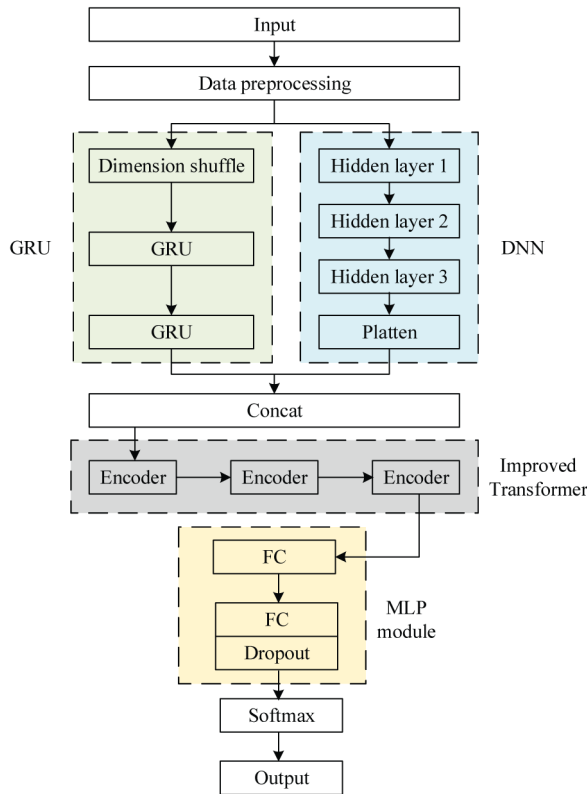 Input
Data preprocessing
Dimension shuffle
Hidden layer 1
Hidden layer 2
GRU
GRU
DNN
Hidden layer 3
GRU
Platten
Concat
Encoder
Encoder
Encoder
Improved
Transformer
FC
FC
MLP
module
Dropout
Softmax
Output